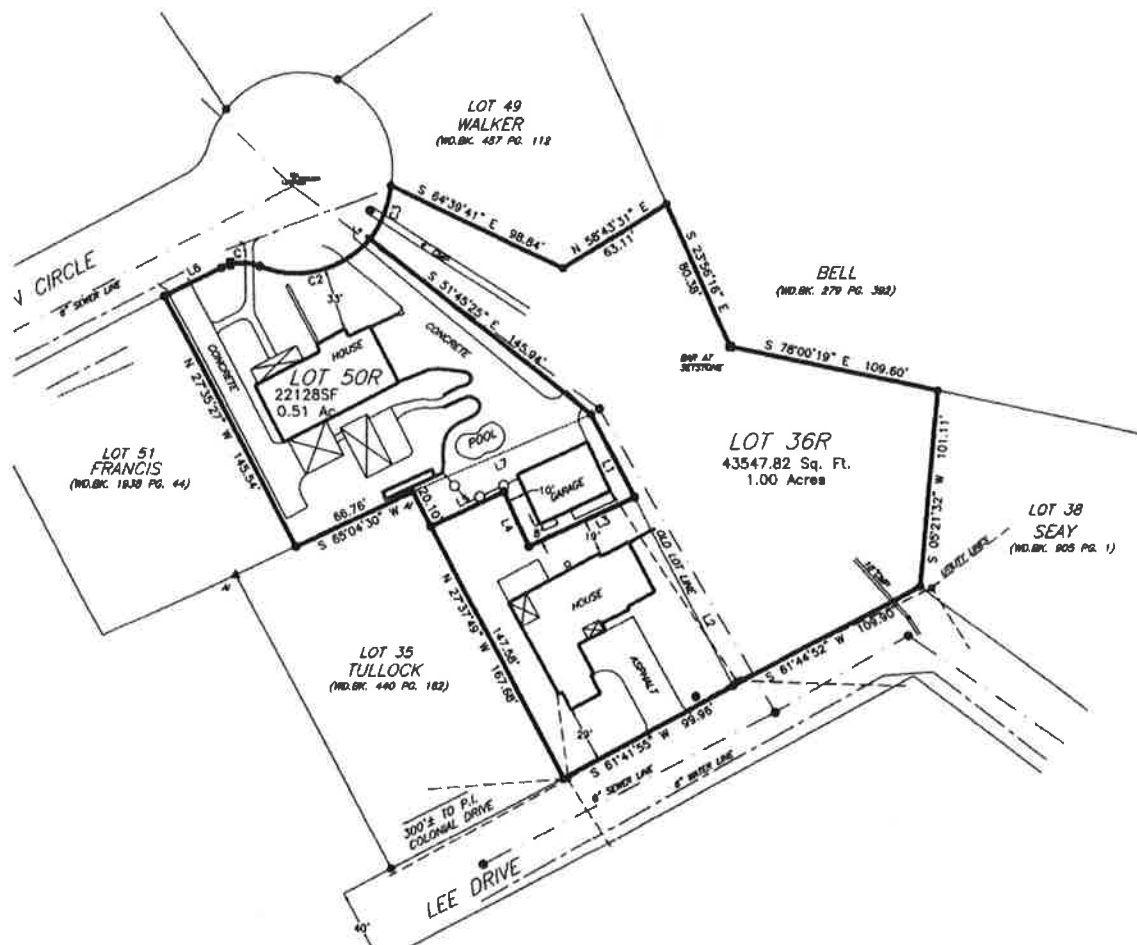 LOT 49
WALKER
(WD.BK. 457 PG. 112
S 64°39'41" E 98.84'
N 58°43'31" E
63.11'
S 23°56'16" E
80.38'
BELL
(WD.BK. 279 PG. 392)
S 78°00'19" E 109.60'
BAR AT
SETSTONE
V CIRCLE
6" SEWER LINE
L6
C1
C2
C3
33'
S 51°45'25" E 145.94'
CONCRETE
CONCRETE
HOUSE
LOT 50R
22128SF
0.51 Ac.
POOL
N 27°35'27" W 145.54'
LOT 51
FRANCIS
(WD.BK. 1938 PG. 44)
S 65°04'30" W
66.76'
20.10'
L7
L5
L4
10'
GARAGE
L1
8'
L3
19'
LOT 36R
43547.82 Sq. Ft.
1.00 Acres
S 05°21'32" W 101.11'
LOT 38
SEAY
(WD.BK. 905 PG. 1)
OLD LOT LINE
L2
HOUSE
ASPHALT
N 27°37'49" W 167.68'
147.58'
LOT 35
TULLOCK
(WD.BK. 440 PG. 182)
S 61°44'52" W 109.90'
29'
S 61°41'55" W 99.96'
6" SEWER LINE
6" WATER LINE
300'± TO P.I.
COLONIAL DRIVE
LEE DRIVE
40'